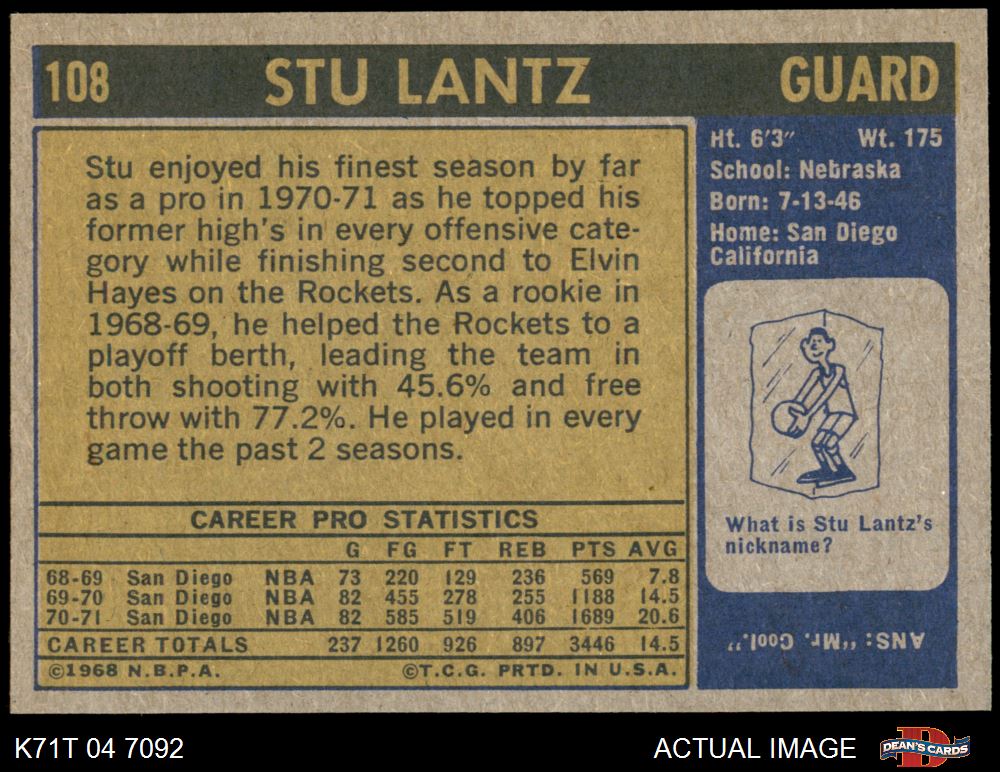 108 STU LANTZ GUARD
Stu enjoyed his finest season by far
as a pro in 1970-71 as he topped his
former high's in every offensive cate-
gory while finishing second to Elvin
Hayes on the Rockets. As a rookie in
1968-69, he helped the Rockets to a
playoff berth, leading the team in
both shooting with 45.6% and free
throw with 77.2%. He played in every
game the past 2 seasons.
CAREER PRO STATISTICS
G FG FT REB PTS AVG
68-69 San Diego NBA 73 220 129 236 569 7.8
69-70 San Diego NBA 82 455 278 255 1188 14.5
70-71 San Diego NBA 82 585 519 406 1689 20.6
CAREER TOTALS 237 1260 926 897 3446 14.5
©1968 N.B.P.A. ©T.C.G. PRTD. IN U.S.A.
Ht. 6'3" Wt. 175
School: Nebraska
Born: 7-13-46
Home: San Diego
California
What is Stu Lantz's
nickname?
ANS: "Mr. Cool."
K71T 04 7092 ACTUAL IMAGE DEAN'S CARDS